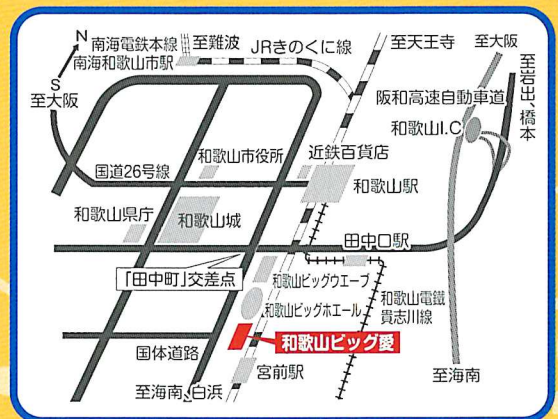 N
S
至大阪
南海電鉄本線
至難波
南海和歌山市駅
JRきのくに線
至天王寺
至大阪
至岩出、橋本
阪和高速自動車道
和歌山I.C
和歌山市役所
近鉄百貨店
国道26号線
和歌山駅
和歌山県庁
和歌山城
田中口駅
「田中町」交差点
和歌山ビッグウエーブ
和歌山ビッグホエール
和歌山電鐵
貴志川線
国体道路
和歌山ビッグ愛
宮前駅
至海南、白浜
至海南